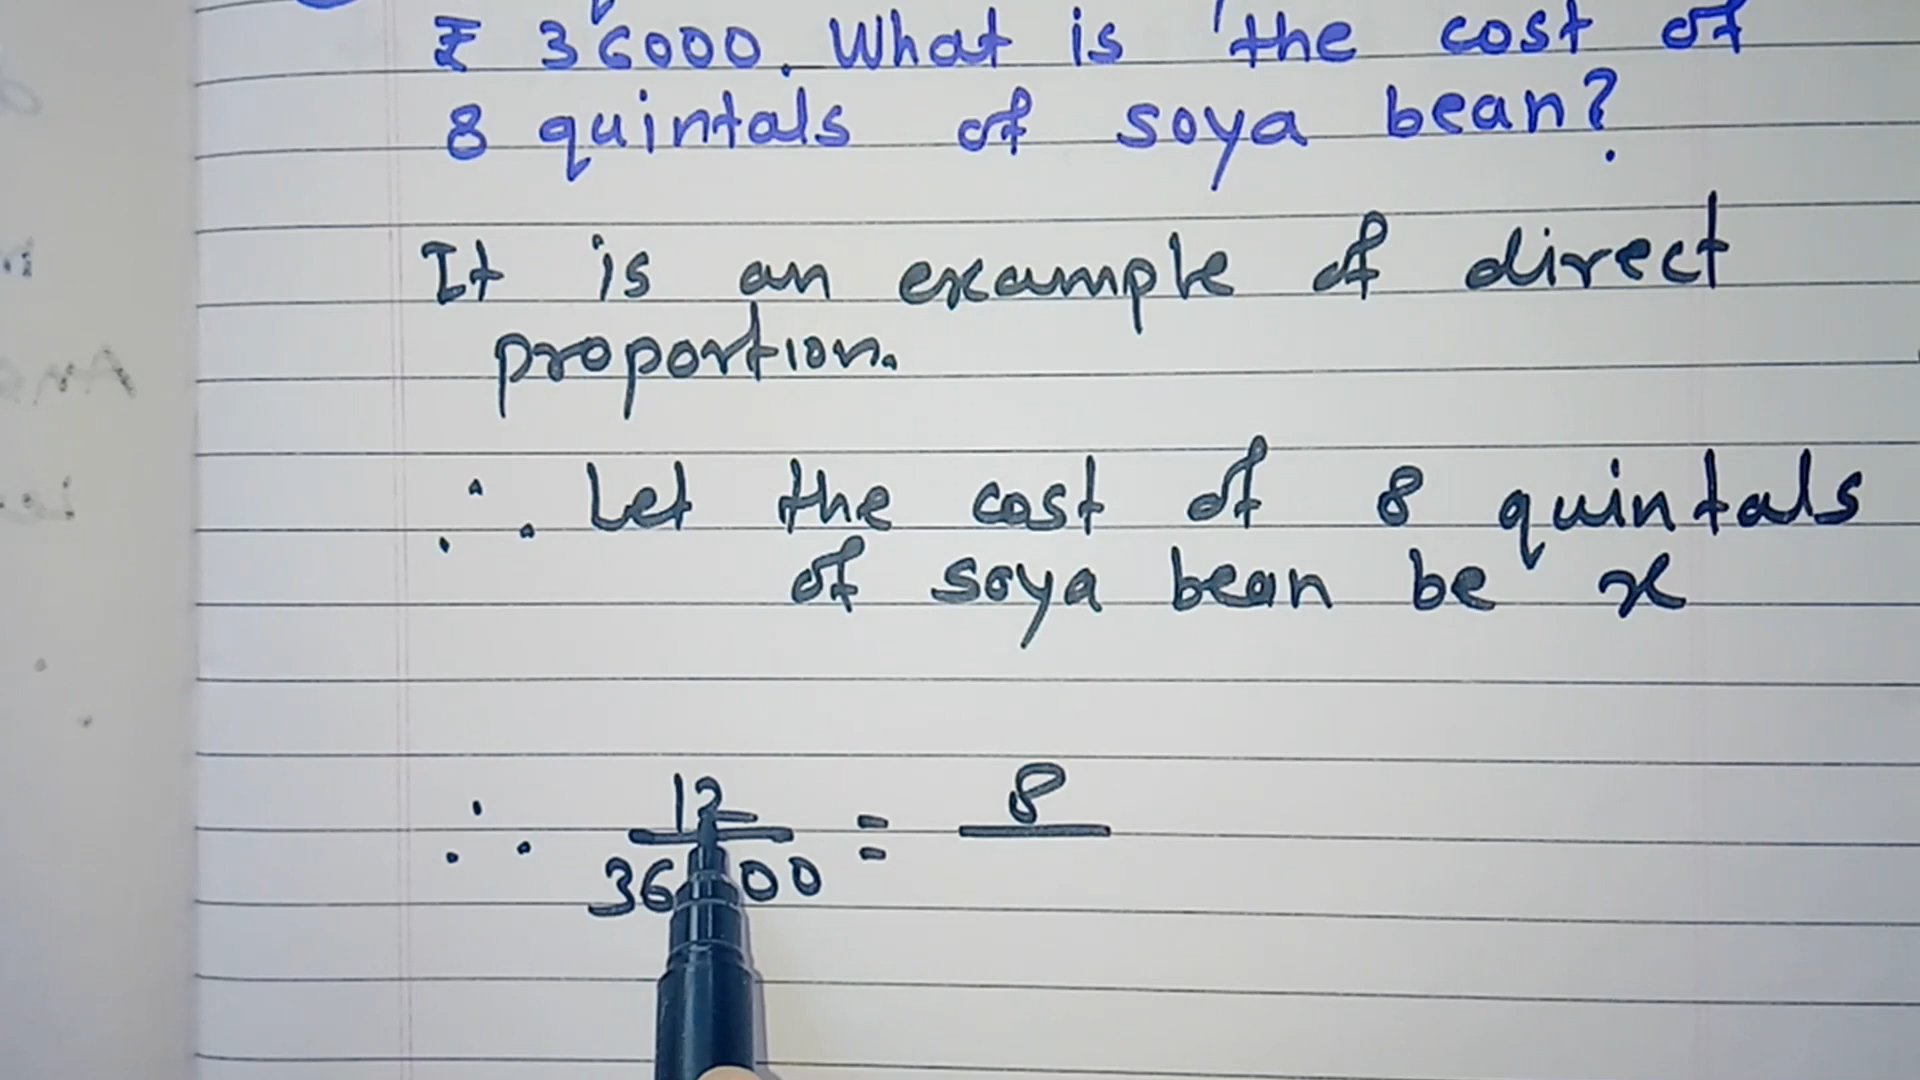 ₹ 36000. What is the cost of
8 quintals of soya bean?
It is an example of direct
proportion.
∴ Let the cost of 8 quintals
of soya bean be x
∴ 12/36000 = 8/